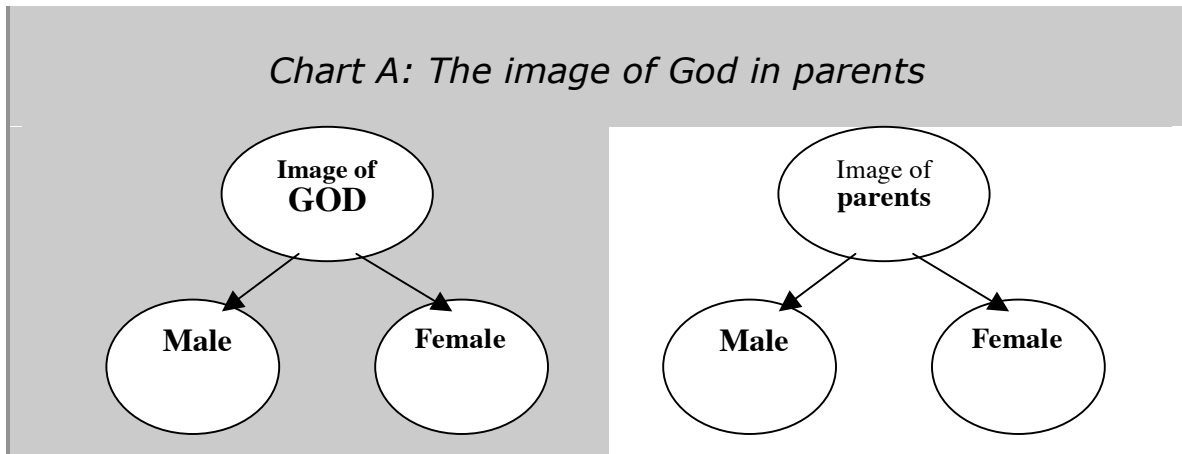 Chart A: The image of God in parents
Image of
GOD
Male
Female
Image of
parents
Male
Female